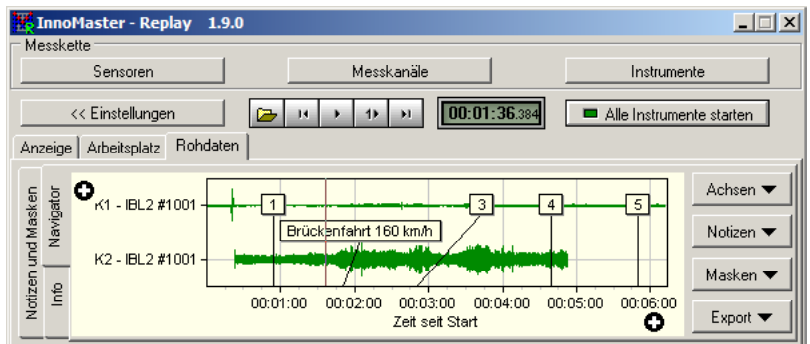 InnoMaster - Replay 1.9.0
Messkette
Sensoren
Messkanäle
Instrumente
<< Einstellungen
00:01:36.384
Alle Instrumente starten
Anzeige
Arbeitsplatz
Rohdaten
Notizen und Masken
Navigator
Info
K1 - IBL2 #1001
1
3
4
5
Brückenfahrt 160 km/h
K2 - IBL2 #1001
00:01:00 00:02:00 00:03:00 00:04:00 00:05:00 00:06:00
Zeit seit Start
Achsen
Notizen
Masken
Export